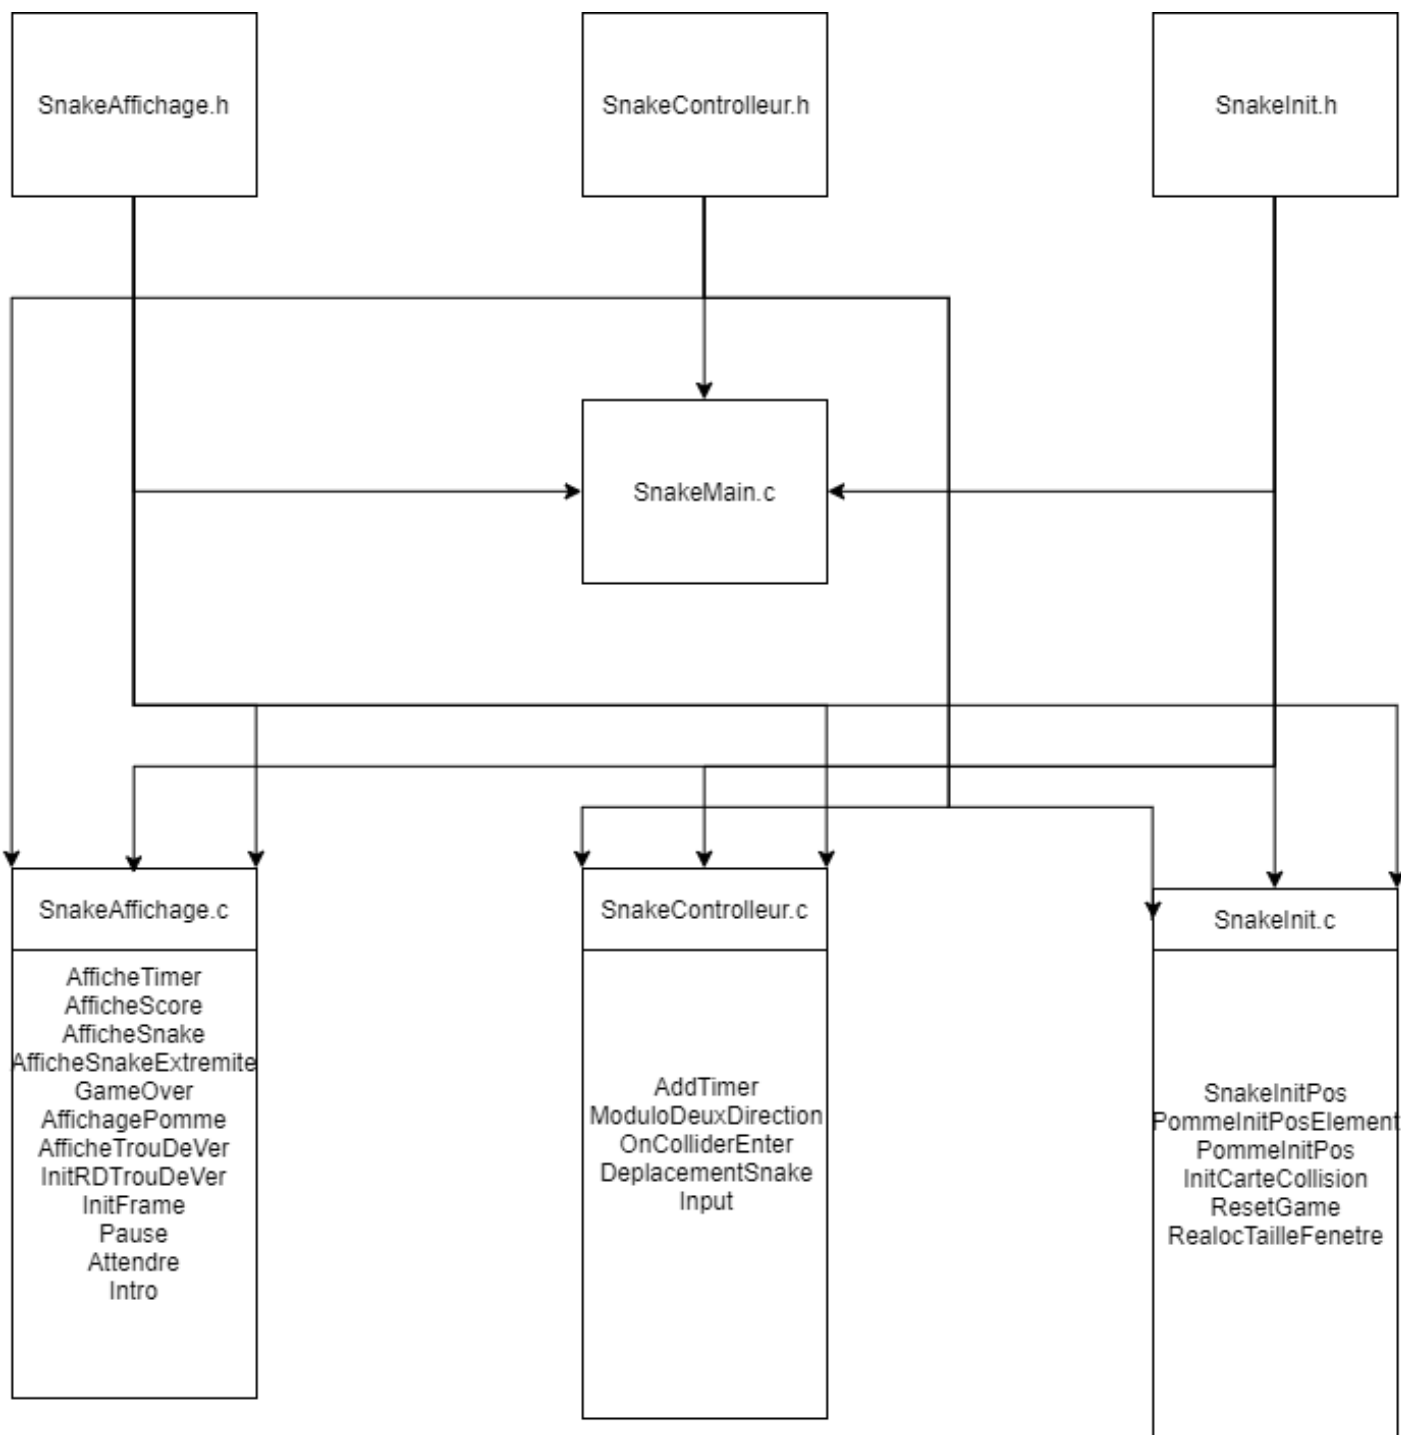 SnakeAffichage.h
SnakeControlleur.h
SnakeInit.h
SnakeMain.c
SnakeAffichage.c
AfficheTimer
AfficheScore
AfficheSnake
AfficheSnakeExtremite
GameOver
AffichagePomme
AfficheTrouDeVer
InitRDTrouDeVer
InitFrame
Pause
Attendre
Intro
SnakeControlleur.c
AddTimer
ModuloDeuxDirection
OnColliderEnter
DeplacementSnake
Input
SnakeInit.c
SnakeInitPos
PommeInitPosElement
PommeInitPos
InitCarteCollision
ResetGame
RealocTailleFenetre